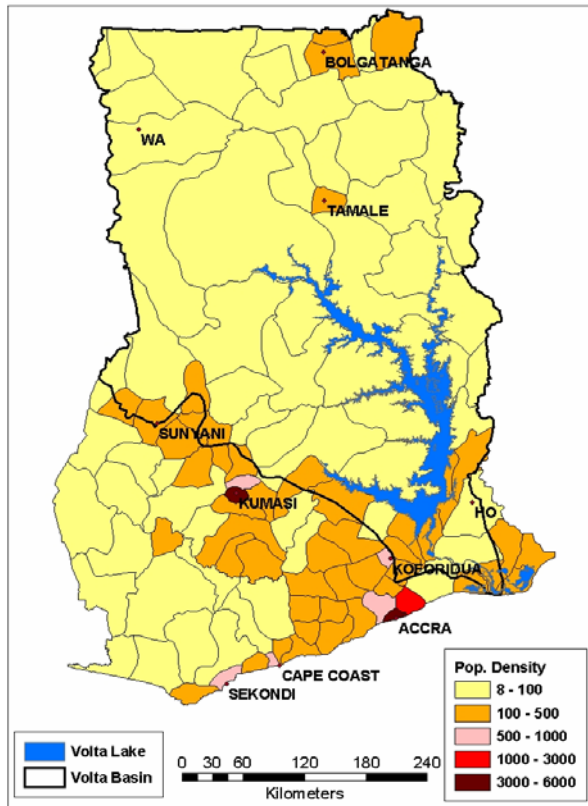 BOLGATANGA
WA
TAMALE
SUNYANI
KUMASI
HO
KOFORIDUA
ACCRA
CAPE COAST
SEKONDI
Pop. Density
8 - 100
100 - 500
500 - 1000
1000 - 3000
3000 - 6000
Volta Lake
Volta Basin
0 30 60 120 180 240
Kilometers